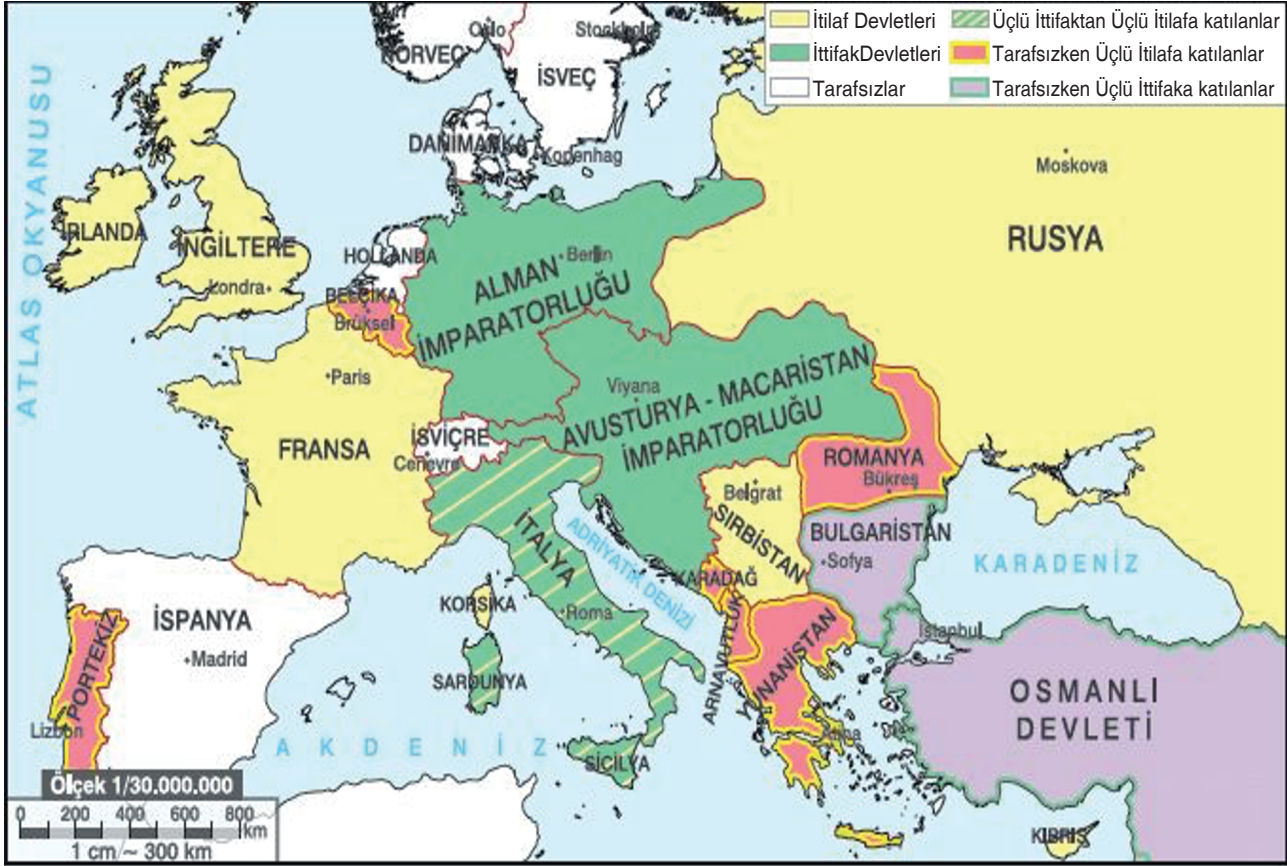 İtilaf Devletleri
İttifakDevletleri
Tarafsızlar
Üçlü İttifaktan Üçlü İtilafa katılanlar
Tarafsızken Üçlü İtilafa katılanlar
Tarafsızken Üçlü İttifaka katılanlar
Oslo
NORVEÇ
Stockholm
İSVEÇ
ATLAS OKYANUSU
DANİMARKA
Kopenhag
Moskova
RUSYA
İRLANDA
İNGİLTERE
Londra
HOLLANDA
BELÇİKA
Brüksel
Berlin
ALMAN
İMPARATORLUĞU
Paris
FRANSA
İSVİÇRE
Cenevre
Viyana
AVUSTURYA - MACARİSTAN
İMPARATORLUĞU
ROMANYA
Bükreş
Belgrat
SIRBİSTAN
BULGARİSTAN
Sofya
KARADENİZ
İTALYA
ADRİYATİK DENİZİ
KARADAĞ
ARNAVUTLUK
YUNANİSTAN
Atina
KORSİKA
Roma
SARDUNYA
SİCİLYA
İSPANYA
Madrid
PORTEKİZ
Lizbon
AKDENİZ
İstanbul
OSMANLI
DEVLETİ
KIBRIS
Ölçek 1/30.000.000
0 200 400 600 800
km
1 cm ~ 300 km